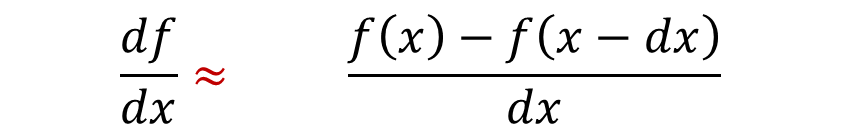 df/dx ≈ f(x) − f(x − dx)/dx